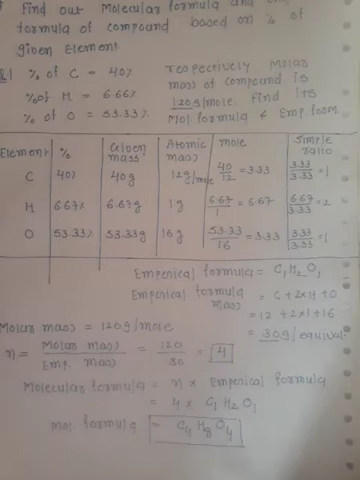 find out Molecular formula and
formula of compound based on % of
given Element
% of C = 40% respectively Molar
mass of compound is
% of H = 6.66% 120g/mole. find its
% of O = 53.33% Mol formula & Emp. foam
Element % Given mass Atomic mass mole Simple ratio
C 40% 40g 12g/mole 40/12 = 3.33 3.33/3.33 = 1
H 6.67% 6.67g 1g 6.67/1 = 6.67 6.67/3.33 = 2
O 53.33% 53.33g 16g 53.33/16 = 3.33 3.33/3.33 = 1
Emperical formula = C1H2O1
Emperical formula mass = C + 2×H + O
= 12 + 2×1 + 16
= 30g/equival.
Molar mass = 120g/mole
n = Molar mass/Emp. mass = 120/30 = 4
Molecular formula = n × Emperical formula
= 4 × C1 H2 O1
Mol. formula = C4 H8 O4